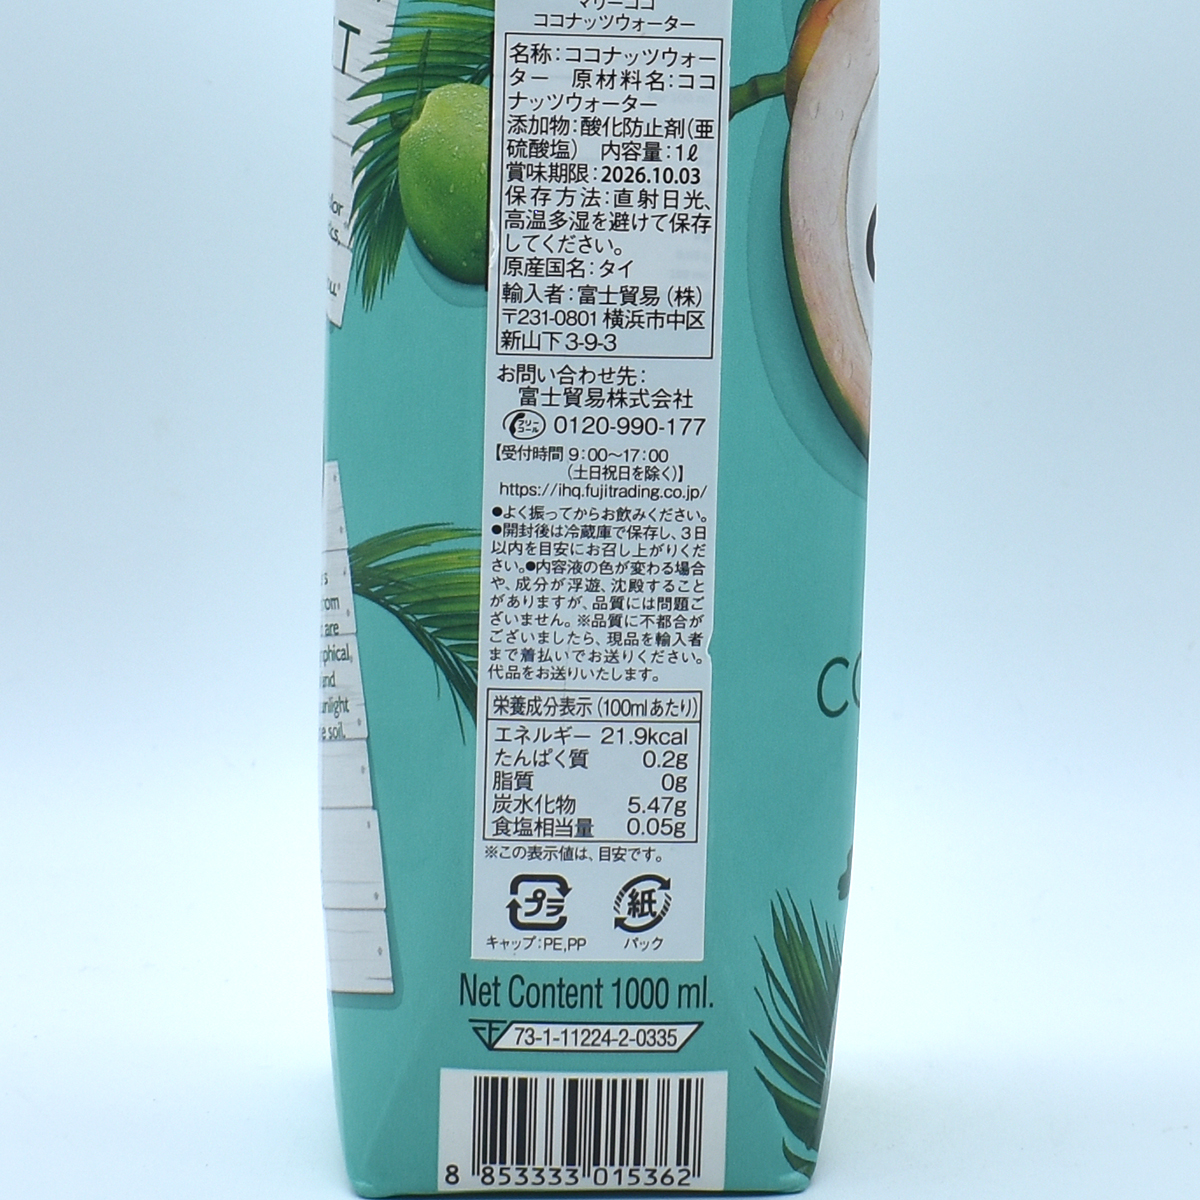 マリーココ
ココナッツウォーター
名称：ココナッツウォー
ター　原材料名：ココ
ナッツウォーター
添加物：酸化防止剤（亜
硫酸塩）　内容量：1ℓ
賞味期限：2026.10.03
保存方法：直射日光、
高温多湿を避けて保存
してください。
原産国名：タイ
輸入者：富士貿易（株）
〒231-0801 横浜市中区
新山下3-9-3
お問い合わせ先：
富士貿易株式会社
フリーコール 0120-990-177
【受付時間 9：00～17：00
（土日祝日を除く）】
https://ihq.fujitrading.co.jp/
●よく振ってからお飲みください。
●開封後は冷蔵庫で保存し、3日
以内を目安にお召し上がりくだ
さい。●内容液の色が変わる場合
や、成分が浮遊、沈殿すること
がありますが、品質には問題ご
ざいません。※品質に不都合が
ございましたら、現品を輸入者
まで着払いでお送りください。
代品をお送りいたします。
栄養成分表示（100mlあたり）
エネルギー 21.9kcal
たんぱく質 0.2g
脂質 0g
炭水化物 5.47g
食塩相当量 0.05g
※この表示値は、目安です。
プラ 紙
キャップ：PE,PP パック
Net Content 1000 ml.
73-1-11224-2-0335
8 853333 015362
T
are
phical,
soil.